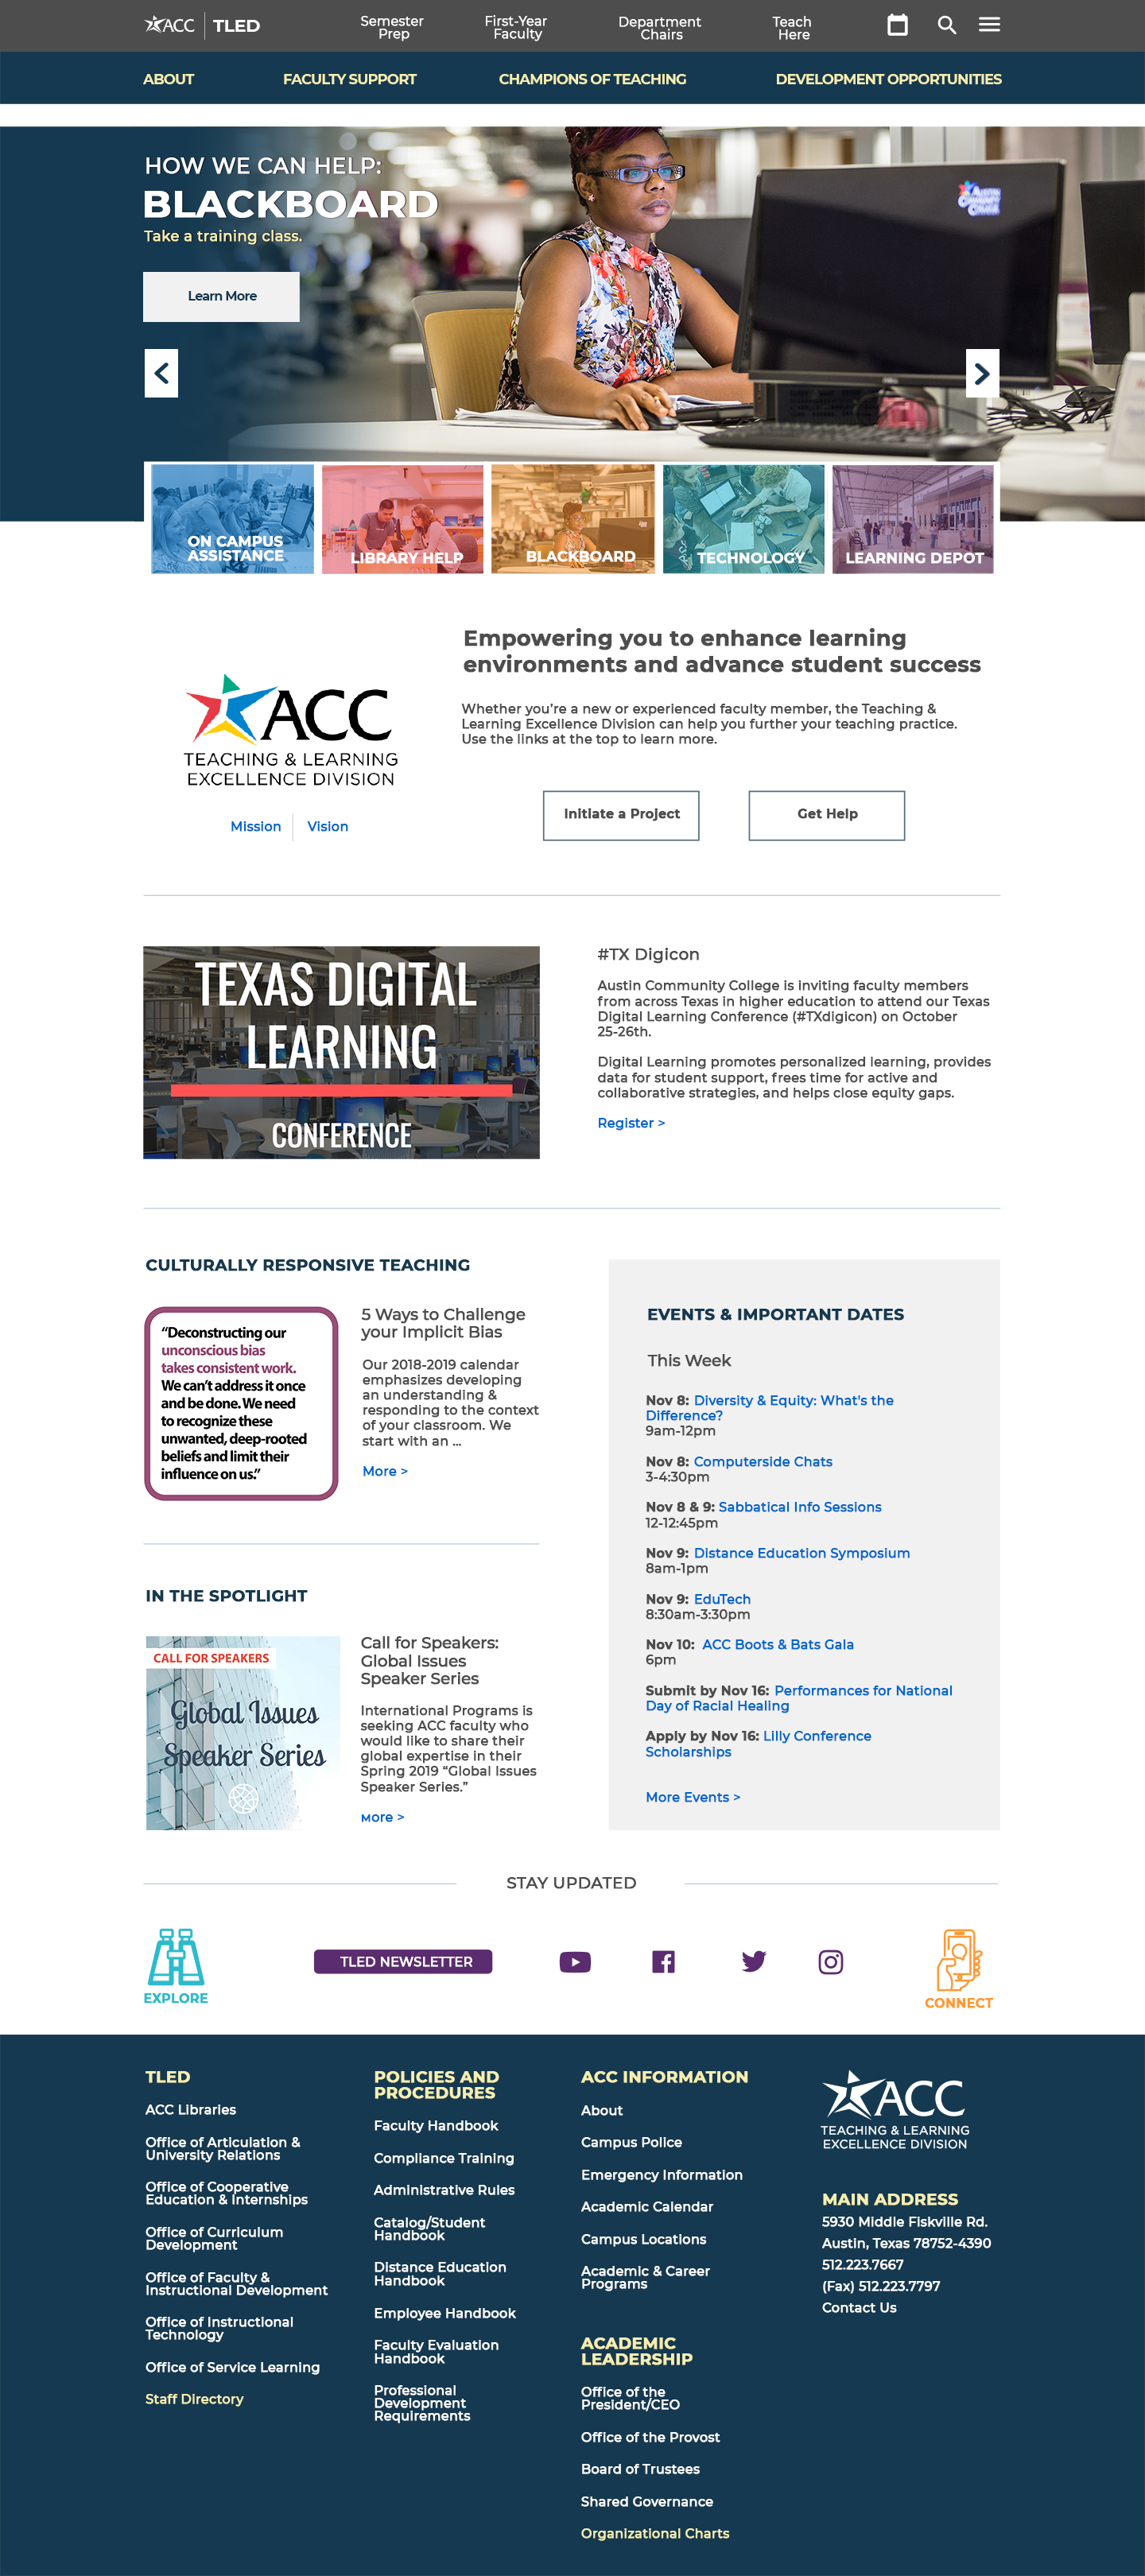 ACC TLED
Semester
Prep
First-Year
Faculty
Department
Chairs
Teach
Here
ABOUT
FACULTY SUPPORT
CHAMPIONS OF TEACHING
DEVELOPMENT OPPORTUNITIES
HOW WE CAN HELP:
BLACKBOARD
Take a training class.
Learn More
Austin
Community
College
ON CAMPUS
ASSISTANCE
LIBRARY HELP
BLACKBOARD
TECHNOLOGY
LEARNING DEPOT
ACC
TEACHING & LEARNING
EXCELLENCE DIVISION
Mission
Vision
Empowering you to enhance learning
environments and advance student success
Whether you’re a new or experienced faculty member, the Teaching &
Learning Excellence Division can help you further your teaching practice.
Use the links at the top to learn more.
Initiate a Project
Get Help
TEXAS DIGITAL
LEARNING
CONFERENCE
#TX Digicon
Austin Community College is inviting faculty members
from across Texas in higher education to attend our Texas
Digital Learning Conference (#TXdigicon) on October
25-26th.
Digital Learning promotes personalized learning, provides
data for student support, frees time for active and
collaborative strategies, and helps close equity gaps.
Register >
CULTURALLY RESPONSIVE TEACHING
“Deconstructing our
unconscious bias
takes consistent work.
We can’t address it once
and be done. We need
to recognize these
unwanted, deep-rooted
beliefs and limit their
influence on us.”
5 Ways to Challenge
your Implicit Bias
Our 2018-2019 calendar
emphasizes developing
an understanding &
responding to the context
of your classroom. We
start with an ...
More >
IN THE SPOTLIGHT
CALL FOR SPEAKERS
Global Issues
Speaker Series
Call for Speakers:
Global Issues
Speaker Series
International Programs is
seeking ACC faculty who
would like to share their
global expertise in their
Spring 2019 “Global Issues
Speaker Series.”
More >
EVENTS & IMPORTANT DATES
This Week
Nov 8: Diversity & Equity: What's the
Difference?
9am-12pm
Nov 8: Computerside Chats
3-4:30pm
Nov 8 & 9: Sabbatical Info Sessions
12-12:45pm
Nov 9: Distance Education Symposium
8am-1pm
Nov 9: EduTech
8:30am-3:30pm
Nov 10: ACC Boots & Bats Gala
6pm
Submit by Nov 16: Performances for National
Day of Racial Healing
Apply by Nov 16: Lilly Conference
Scholarships
More Events >
STAY UPDATED
EXPLORE
TLED NEWSLETTER
CONNECT
TLED
ACC Libraries
Office of Articulation &
University Relations
Office of Cooperative
Education & Internships
Office of Curriculum
Development
Office of Faculty &
Instructional Development
Office of Instructional
Technology
Office of Service Learning
Staff Directory
POLICIES AND
PROCEDURES
Faculty Handbook
Compliance Training
Administrative Rules
Catalog/Student
Handbook
Distance Education
Handbook
Employee Handbook
Faculty Evaluation
Handbook
Professional
Development
Requirements
ACC INFORMATION
About
Campus Police
Emergency Information
Academic Calendar
Campus Locations
Academic & Career
Programs
ACADEMIC
LEADERSHIP
Office of the
President/CEO
Office of the Provost
Board of Trustees
Shared Governance
Organizational Charts
ACC
TEACHING & LEARNING
EXCELLENCE DIVISION
MAIN ADDRESS
5930 Middle Fiskville Rd.
Austin, Texas 78752-4390
512.223.7667
(Fax) 512.223.7797
Contact Us